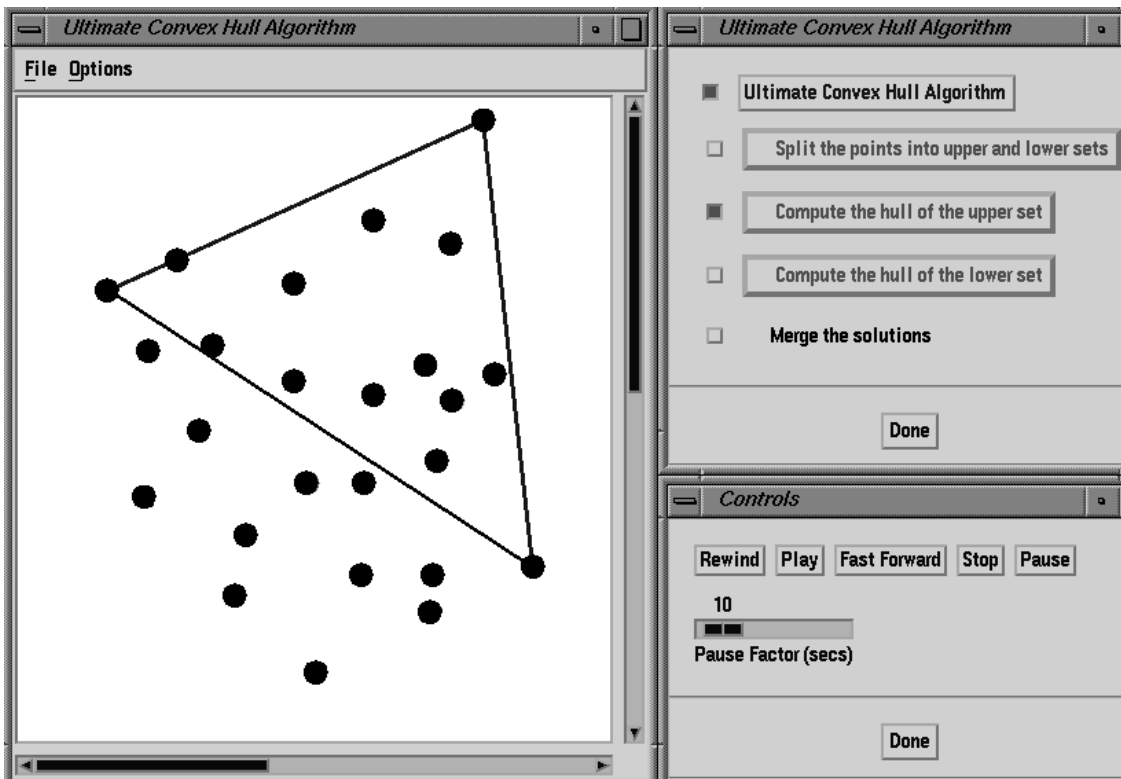 Ultimate Convex Hull Algorithm
File Options
Ultimate Convex Hull Algorithm
Ultimate Convex Hull Algorithm
Split the points into upper and lower sets
Compute the hull of the upper set
Compute the hull of the lower set
Merge the solutions
Done
Controls
Rewind Play Fast Forward Stop Pause
10
Pause Factor (secs)
Done